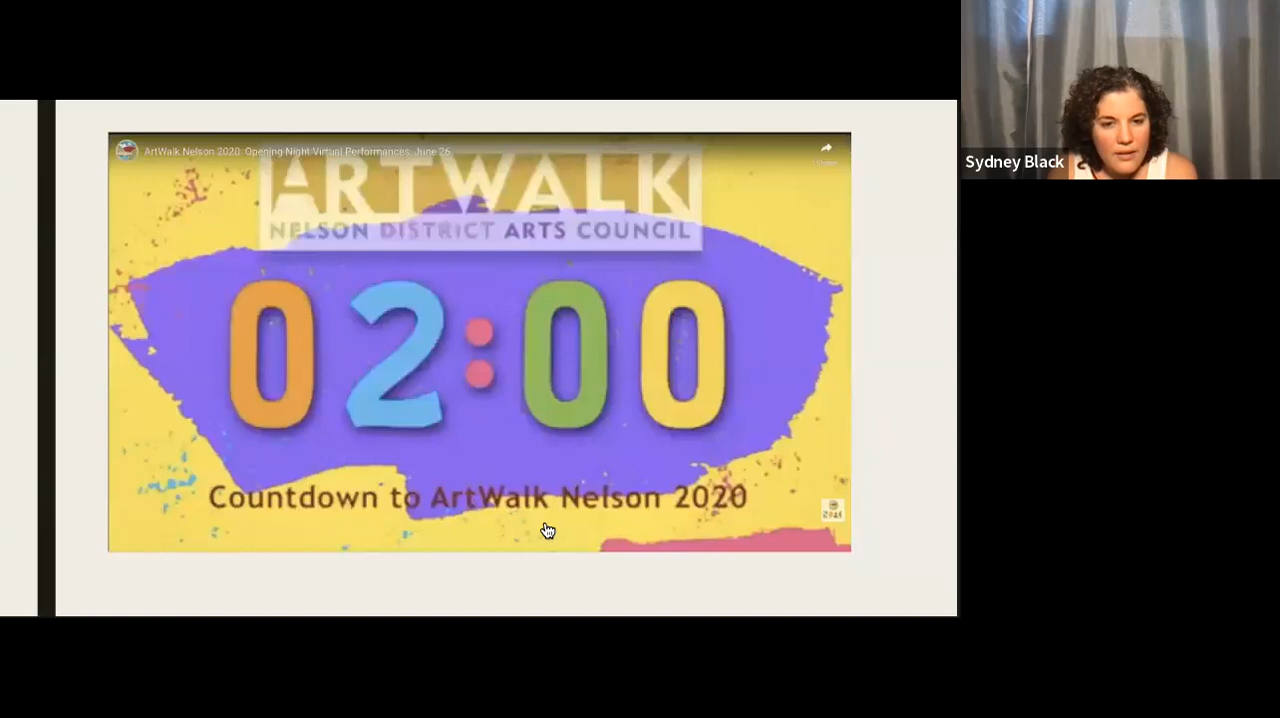 ArtWalk Nelson 2020: Opening Night Virtual Performances, June 26
ARTWALK
NELSON DISTRICT ARTS COUNCIL
02:00
Countdown to ArtWalk Nelson 2020
Sydney Black